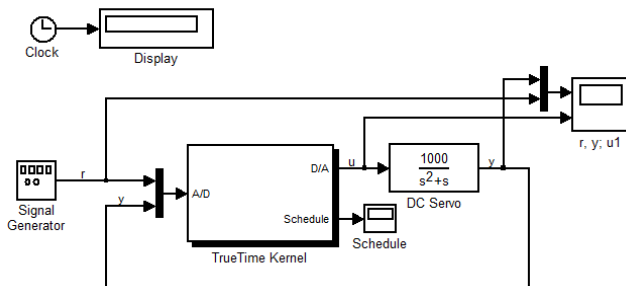 Clock
Display
r
y
Signal
Generator
A/D
D/A
Schedule
TrueTime Kernel
u
1000
s²+s
DC Servo
y
Schedule
r, y; u1